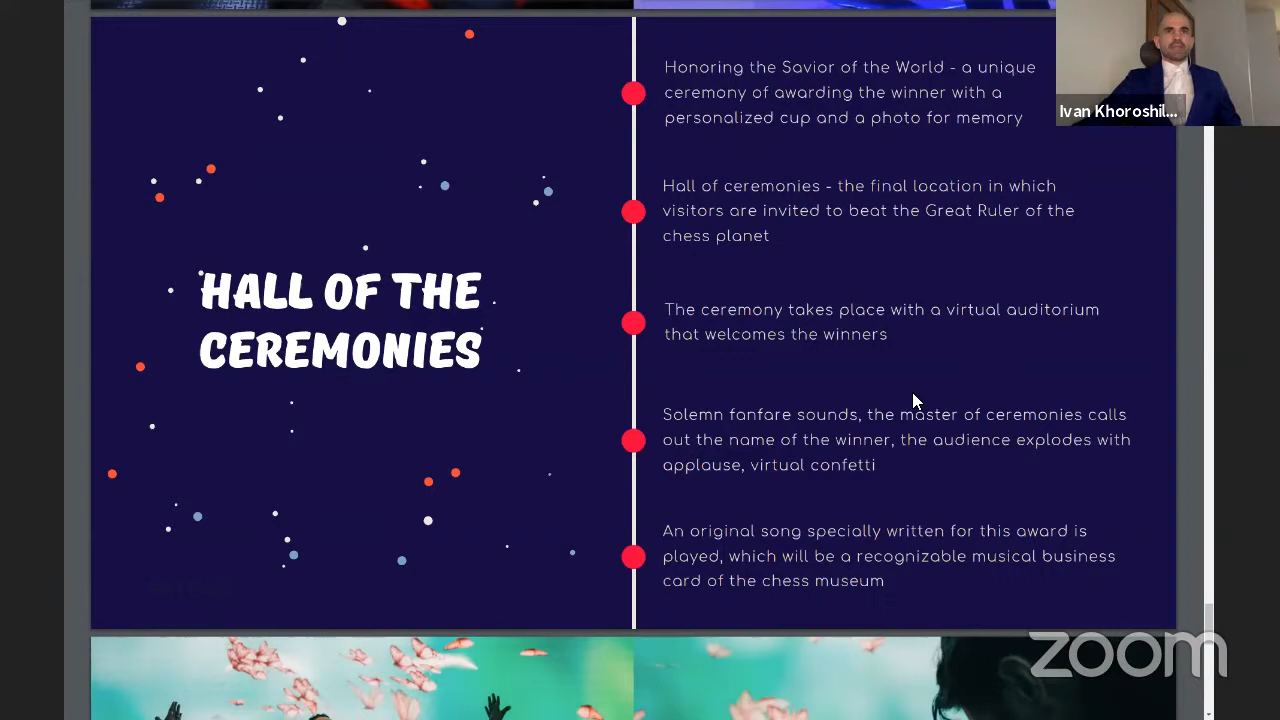 Honoring the Savior of the World - a unique
ceremony of awarding the winner with a
personalized cup and a photo for memory
Ivan Khoroshil...
Hall of ceremonies - the final location in which
visitors are invited to beat the Great Ruler of the
chess planet
HALL OF THE
CEREMONIES
The ceremony takes place with a virtual auditorium
that welcomes the winners
Solemn fanfare sounds, the master of ceremonies calls
out the name of the winner, the audience explodes with
applause, virtual confetti
An original song specially written for this award is
played, which will be a recognizable musical business
card of the chess museum
zoom